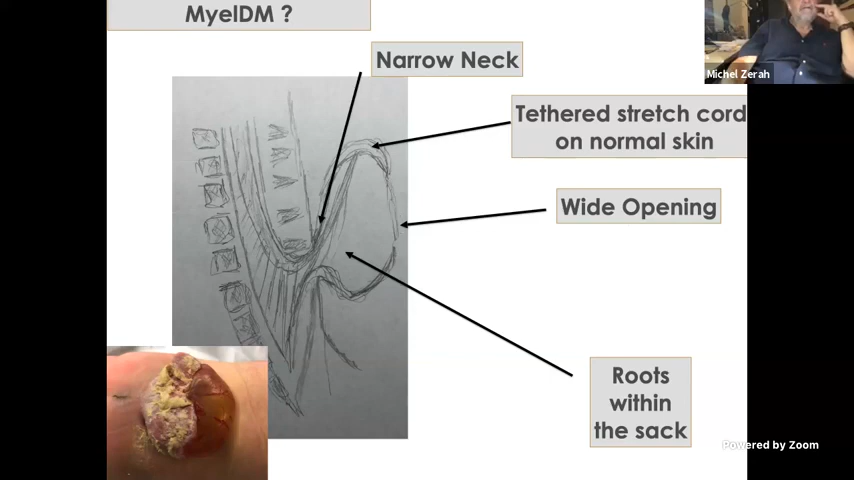 MyelDM ?
Narrow Neck
Michel Zerah
Tethered stretch cord
on normal skin
Wide Opening
Roots
within
the sack
Powered by Zoom